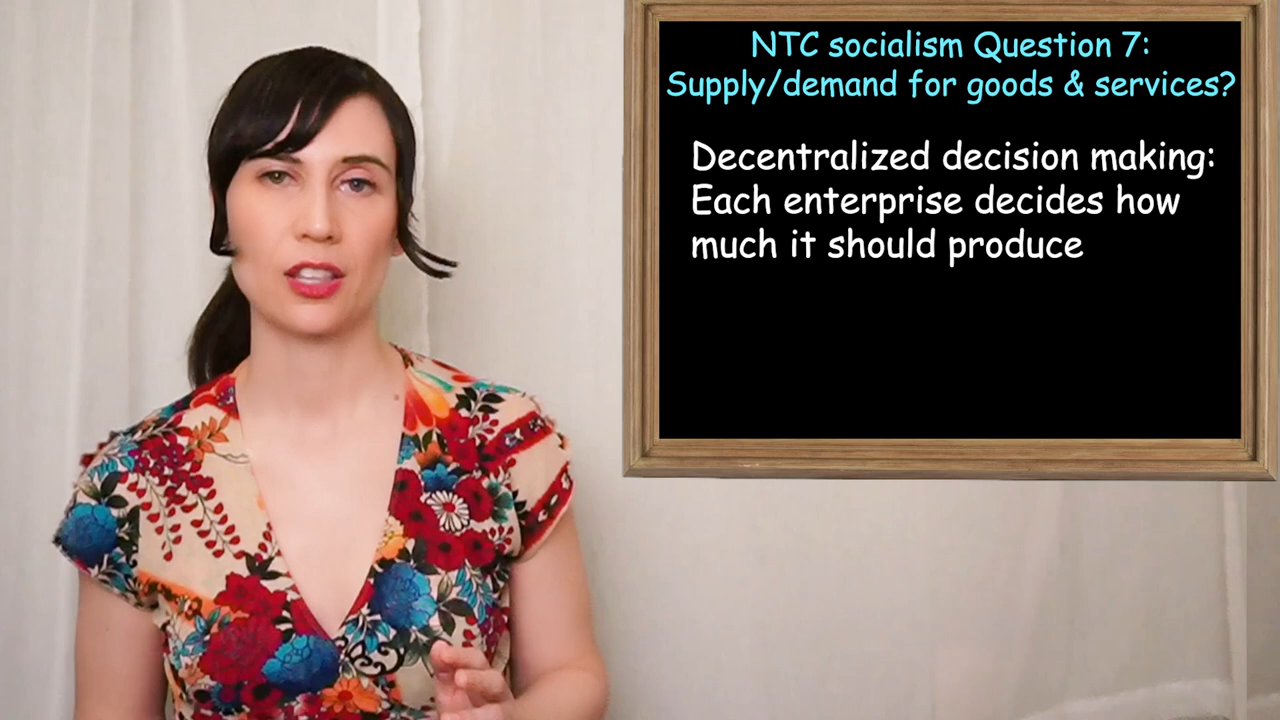 NTC socialism Question 7:
Supply/demand for goods & services?
Decentralized decision making:
Each enterprise decides how
much it should produce